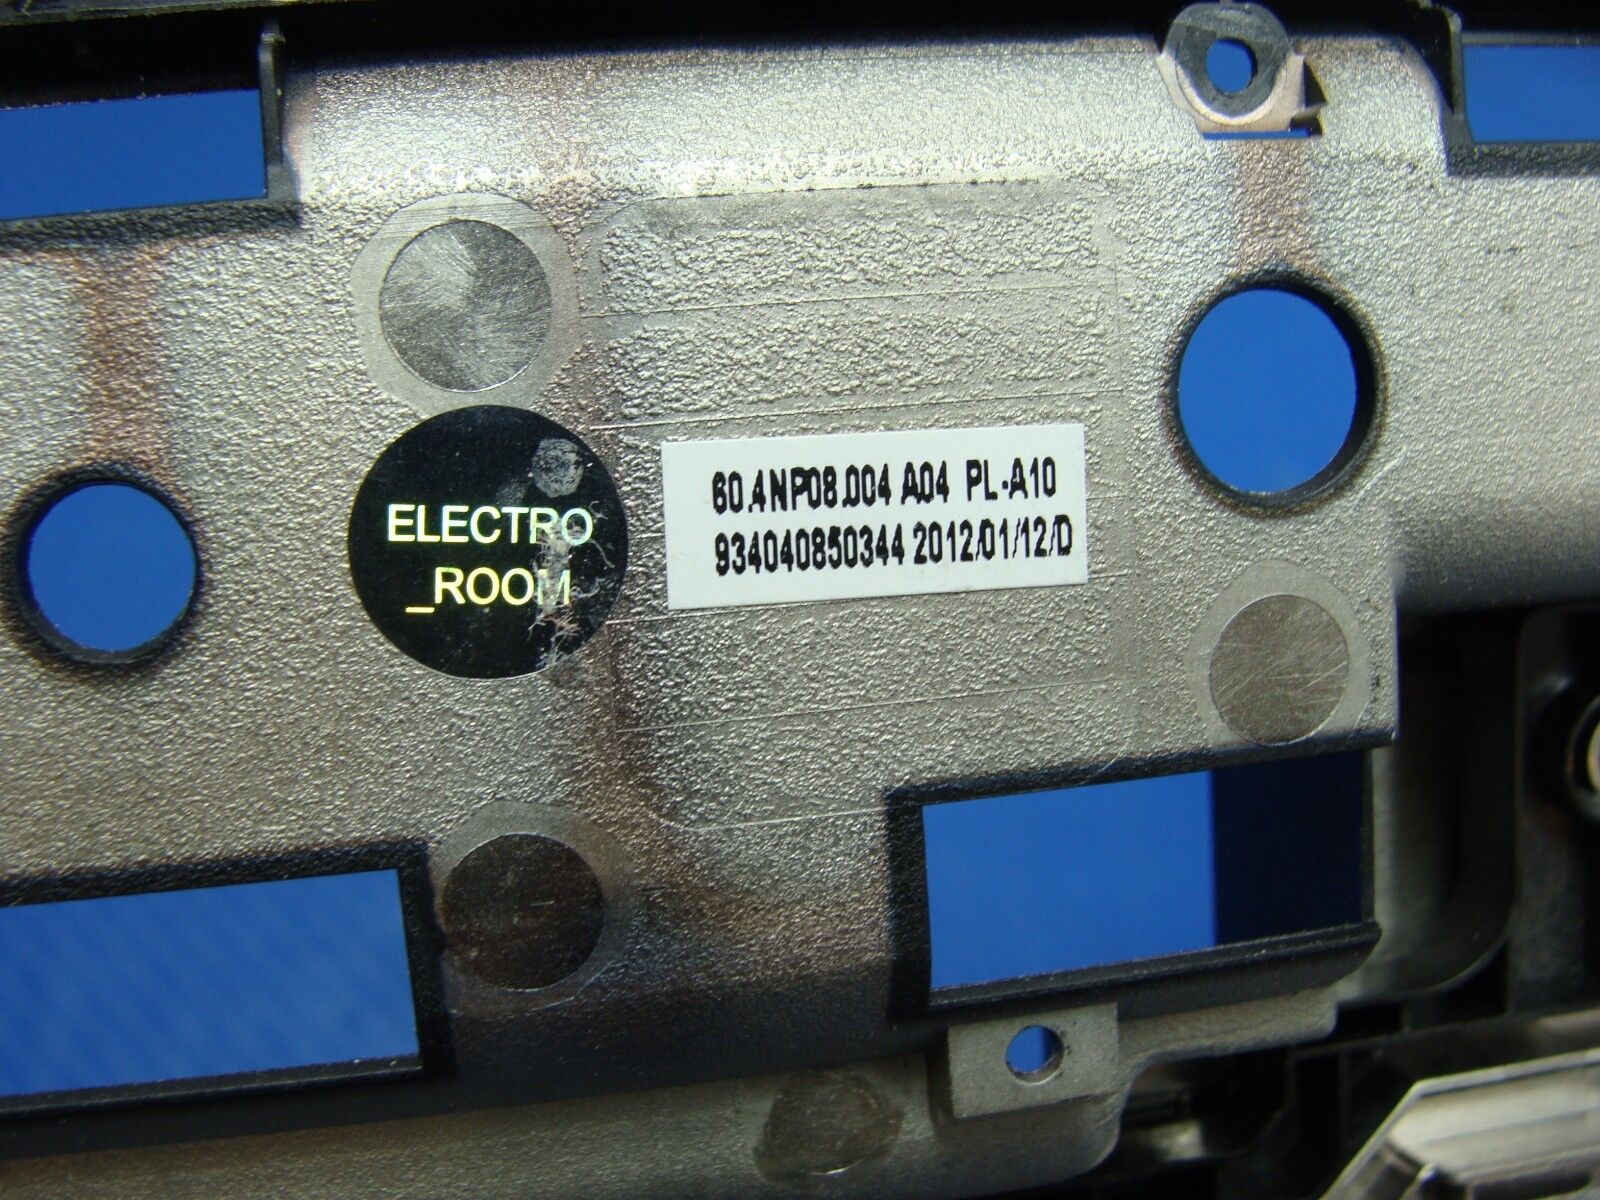 ELECTRO
_ROOM
60.4NP08.004 A04 PL-A10
934040850344 2012/01/12/D